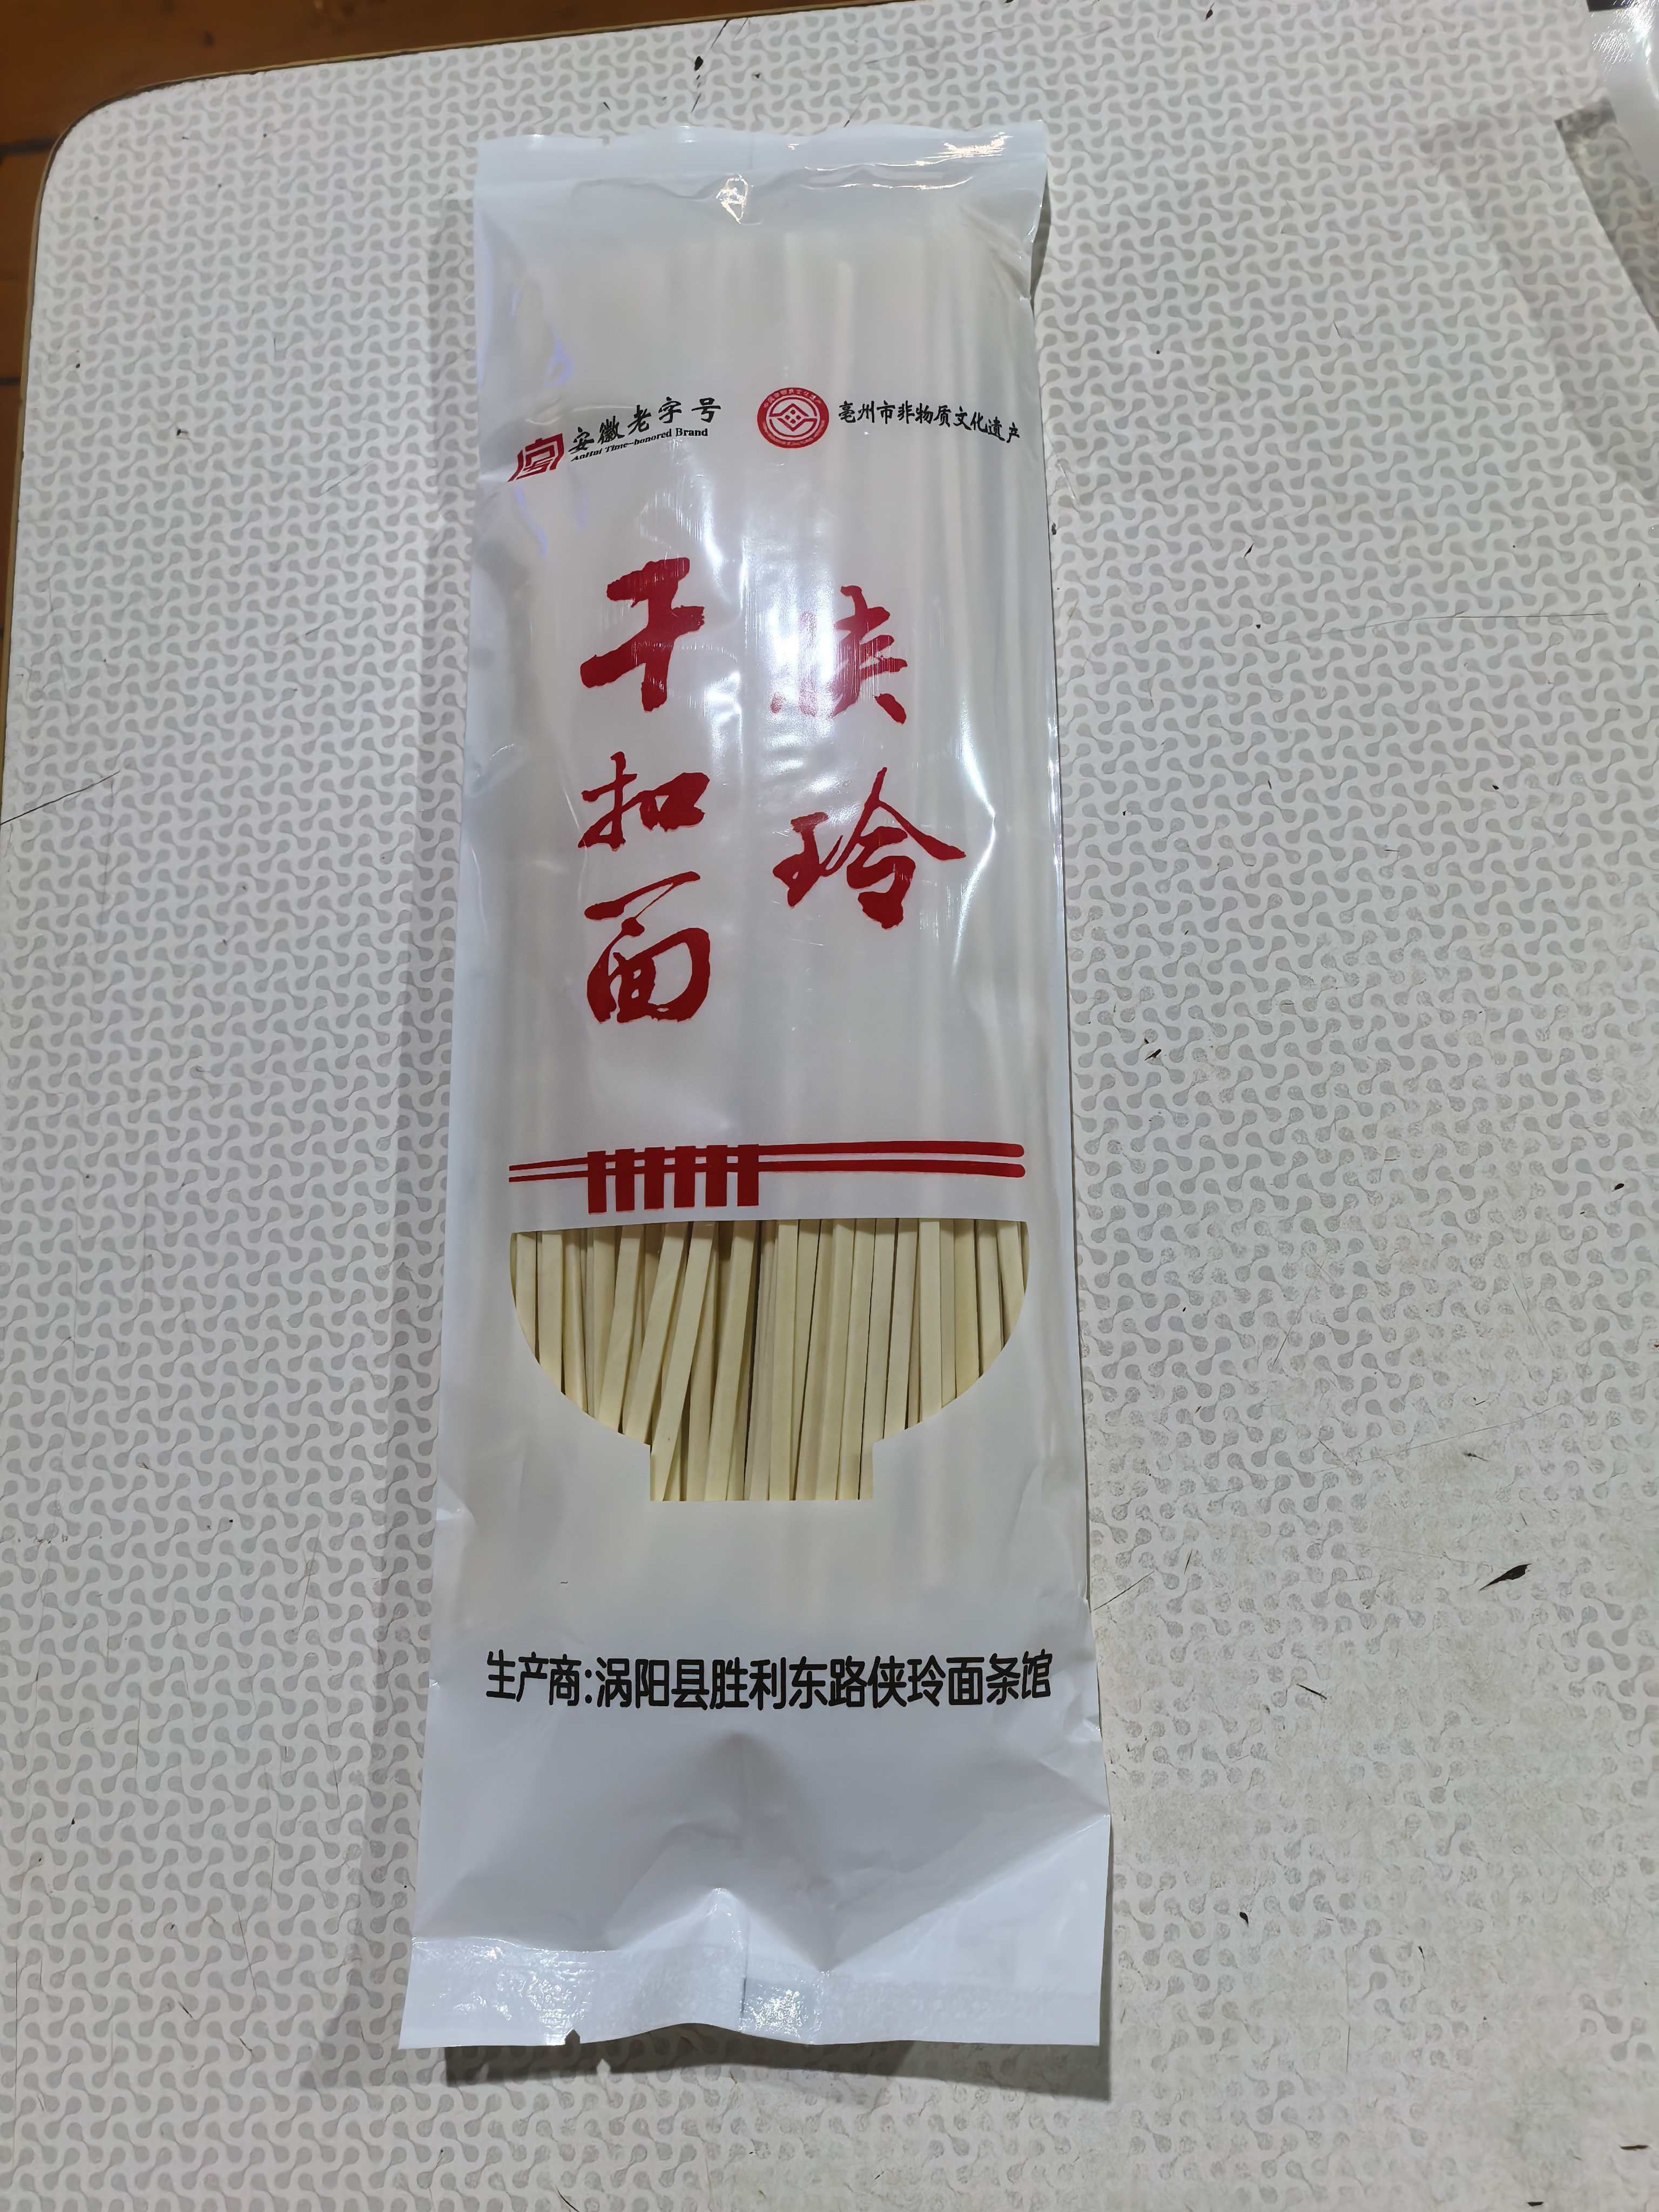 安徽老字号
AnHui Time-honored Brand
亳州市非物质文化遗产
侠玲
干扣面
生产商:涡阳县胜利东路侠玲面条馆